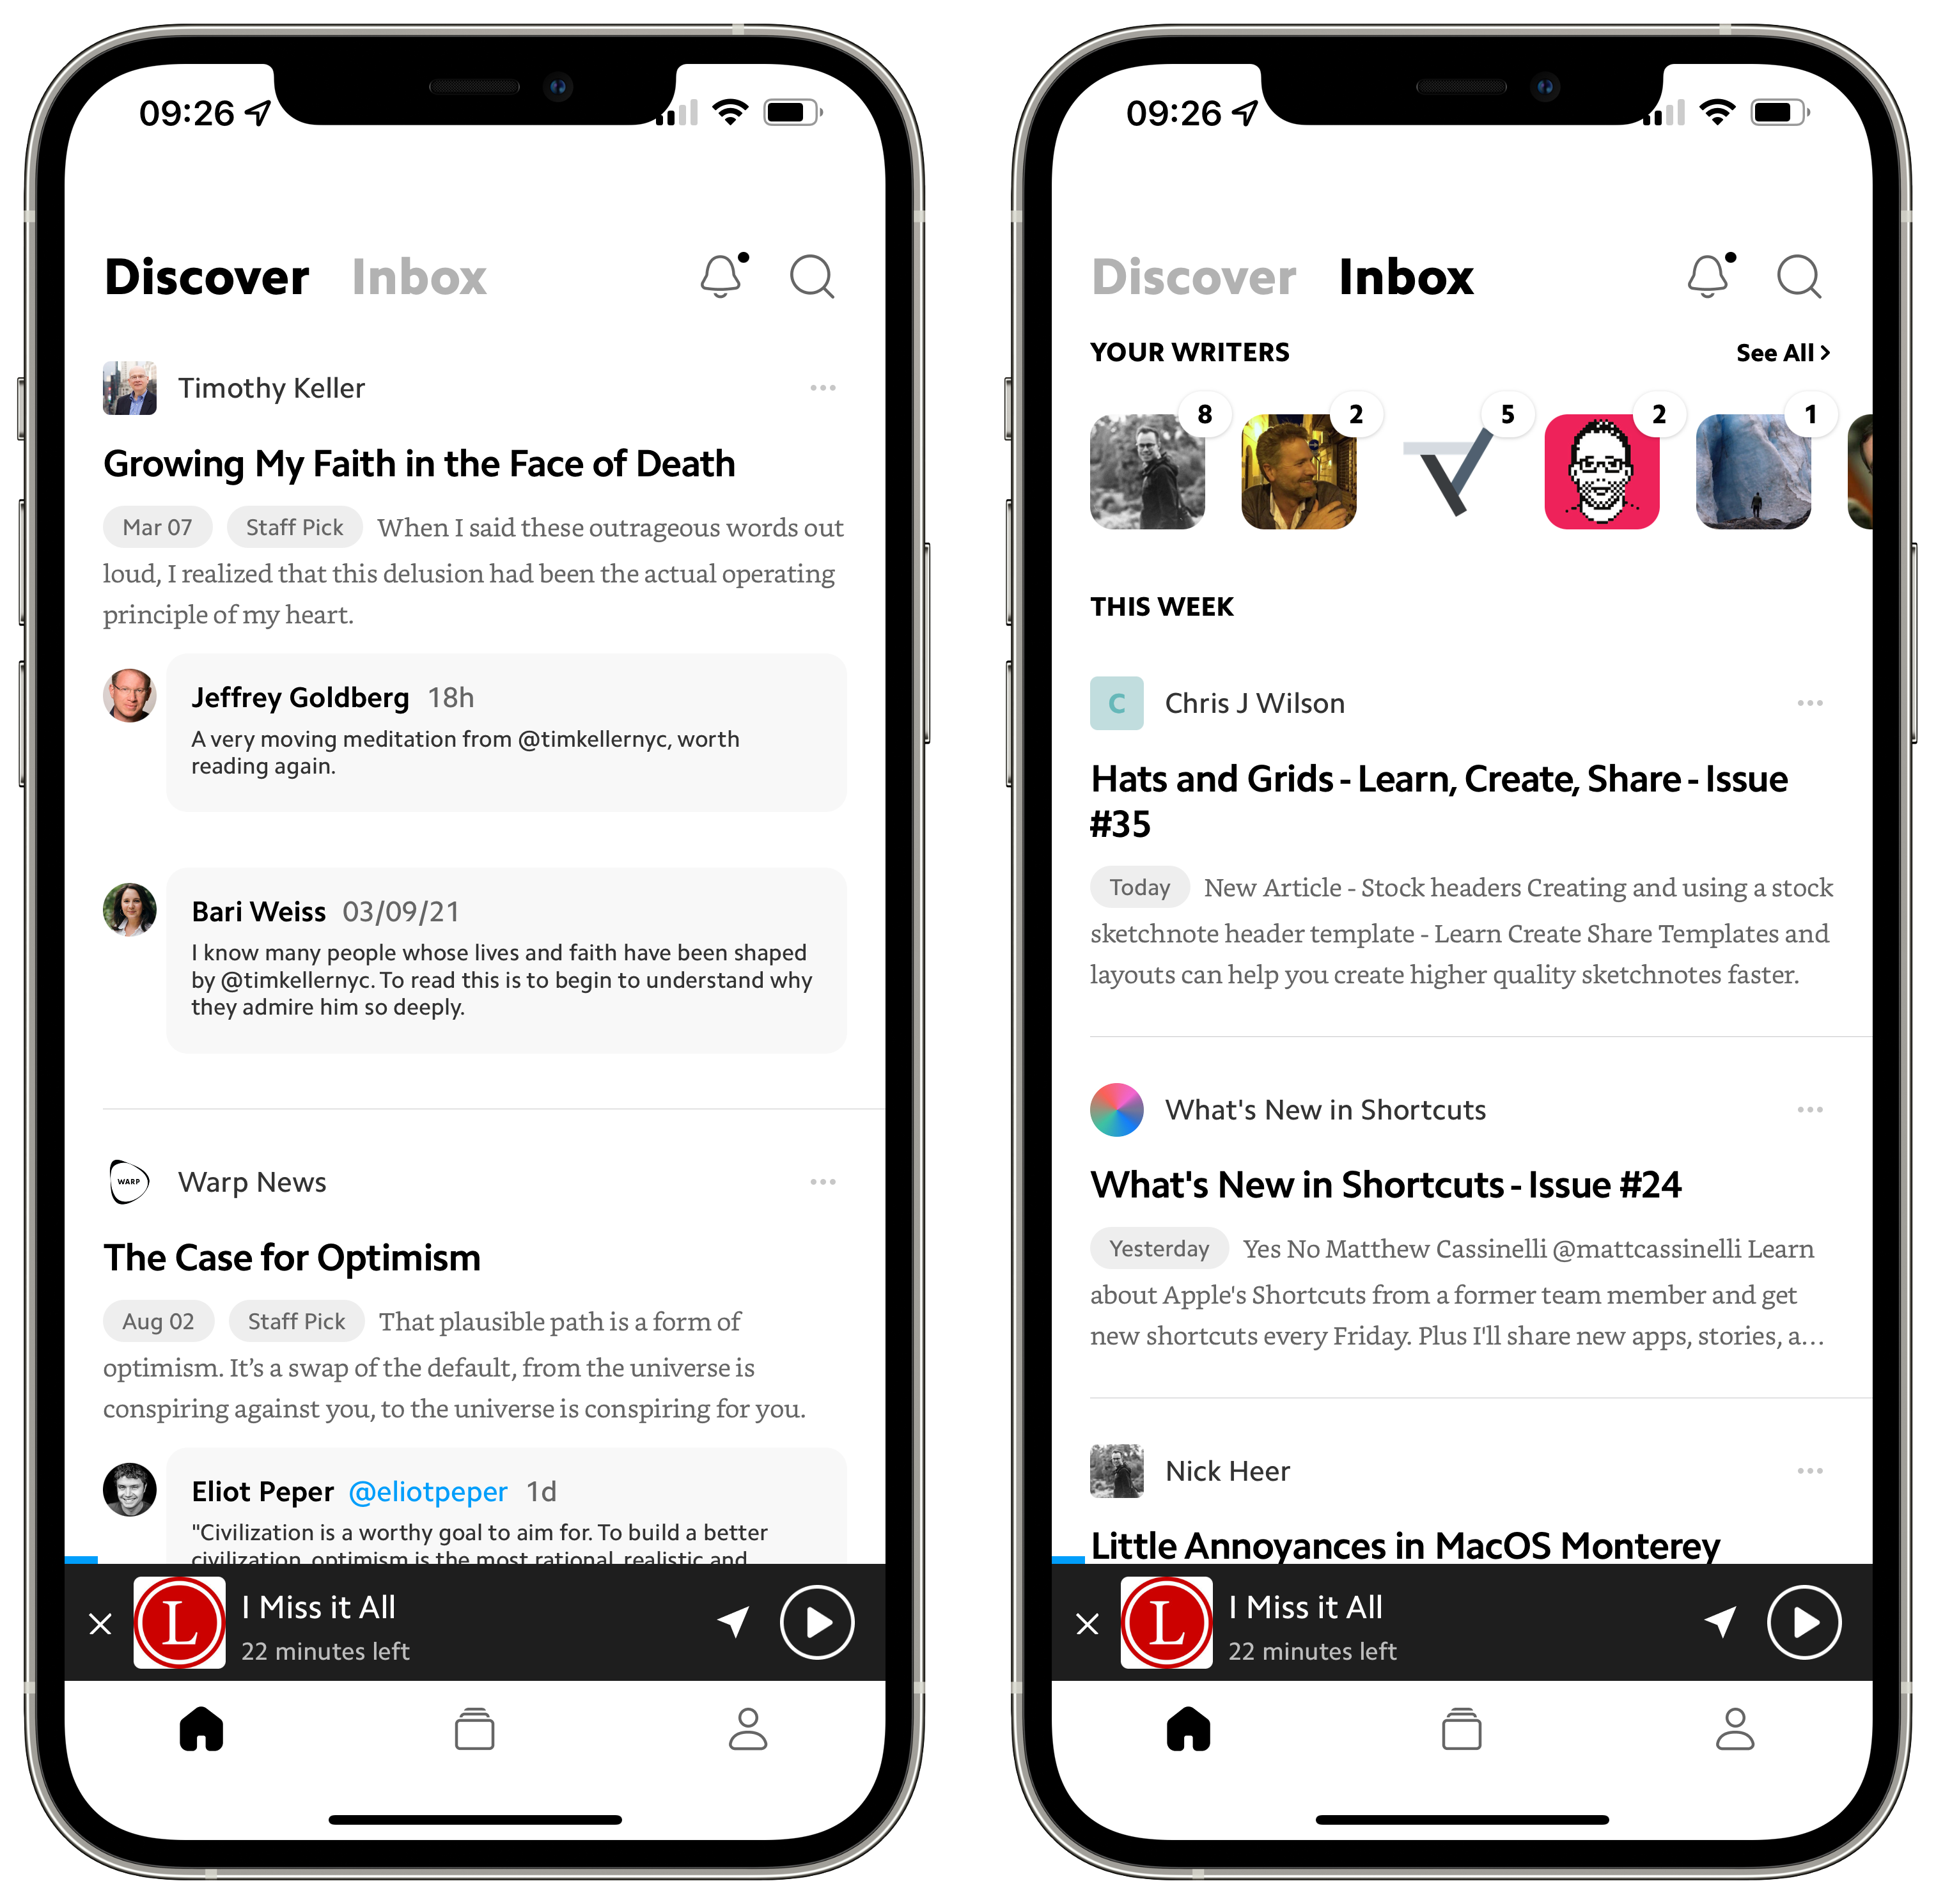 09:26
Discover Inbox
Timothy Keller
Growing My Faith in the Face of Death
Mar 07 Staff Pick When I said these outrageous words out
loud, I realized that this delusion had been the actual operating
principle of my heart.
Jeffrey Goldberg 18h
A very moving meditation from @timkellernyc, worth
reading again.
Bari Weiss 03/09/21
I know many people whose lives and faith have been shaped
by @timkellernyc. To read this is to begin to understand why
they admire him so deeply.
WARP
Warp News
The Case for Optimism
Aug 02 Staff Pick That plausible path is a form of
optimism. It’s a swap of the default, from the universe is
conspiring against you, to the universe is conspiring for you.
Eliot Peper @eliotpeper 1d
"Civilization is a worthy goal to aim for. To build a better
civilization, optimism is the most rational, realistic and
L
I Miss it All
22 minutes left
09:26
Discover Inbox
YOUR WRITERS See All >
8 2 5 2 1
THIS WEEK
C
Chris J Wilson
Hats and Grids - Learn, Create, Share - Issue
#35
Today New Article - Stock headers Creating and using a stock
sketchnote header template - Learn Create Share Templates and
layouts can help you create higher quality sketchnotes faster.
What's New in Shortcuts
What's New in Shortcuts - Issue #24
Yesterday Yes No Matthew Cassinelli @mattcassinelli Learn
about Apple's Shortcuts from a former team member and get
new shortcuts every Friday. Plus I'll share new apps, stories, a...
Nick Heer
Little Annoyances in MacOS Monterey
L
I Miss it All
22 minutes left